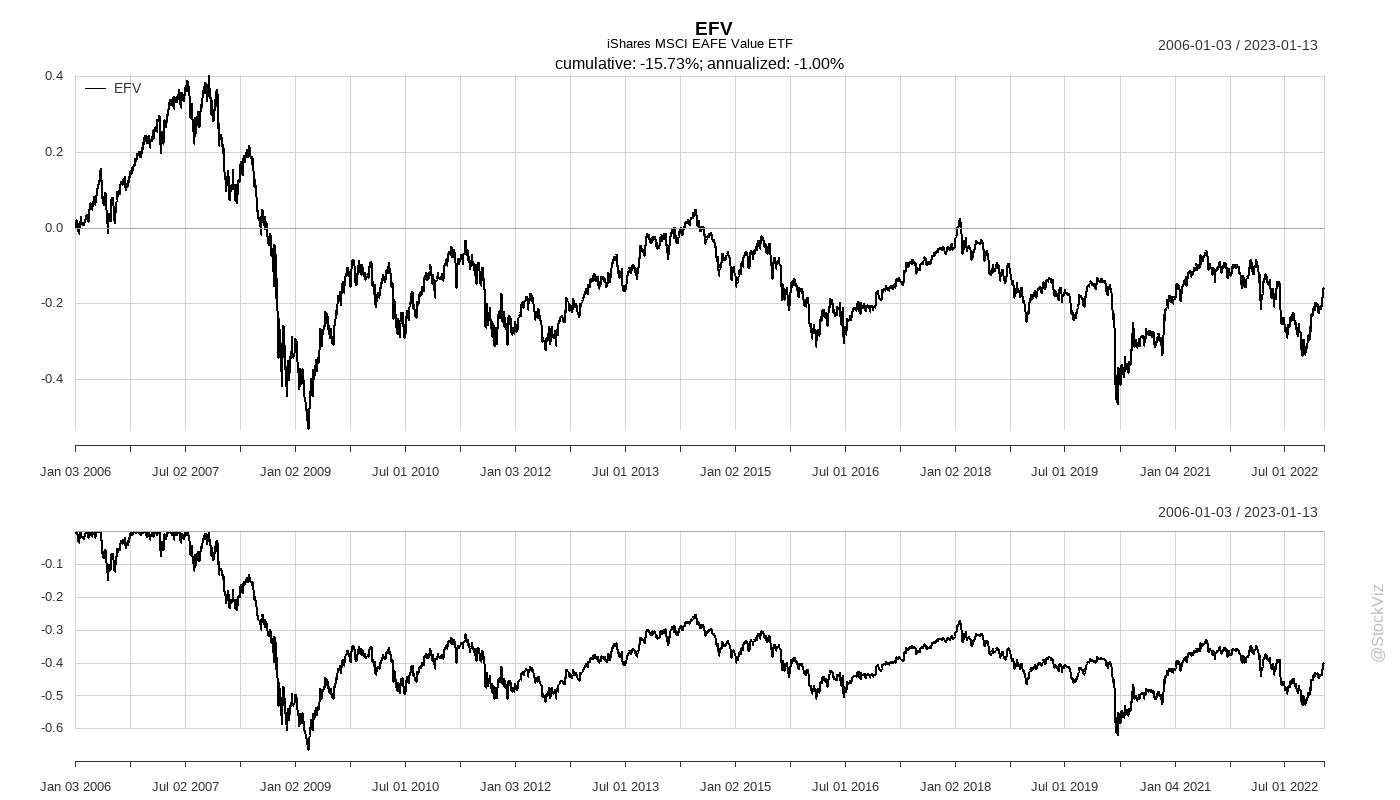 EFV
iShares MSCI EAFE Value ETF
2006-01-03 / 2023-01-13
cumulative: -15.73%; annualized: -1.00%
EFV
0.4
0.2
0.0
-0.2
-0.4
Jan 03 2006 Jul 02 2007 Jan 02 2009 Jul 01 2010 Jan 03 2012 Jul 01 2013 Jan 02 2015 Jul 01 2016 Jan 02 2018 Jul 01 2019 Jan 04 2021 Jul 01 2022
2006-01-03 / 2023-01-13
-0.1
-0.2
-0.3
-0.4
-0.5
-0.6
Jan 03 2006 Jul 02 2007 Jan 02 2009 Jul 01 2010 Jan 03 2012 Jul 01 2013 Jan 02 2015 Jul 01 2016 Jan 02 2018 Jul 01 2019 Jan 04 2021 Jul 01 2022
@StockViz